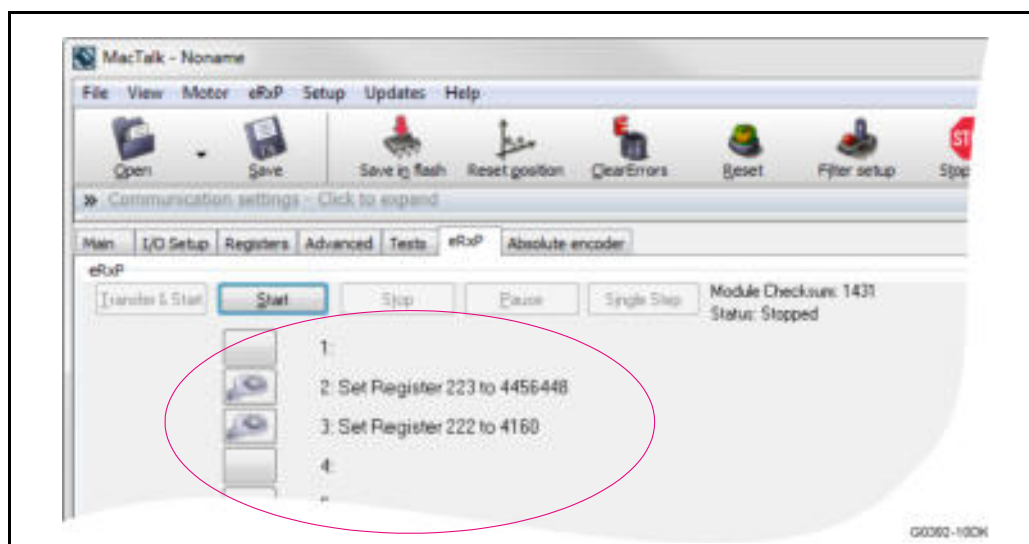 MacTalk - Noname
File View Motor eRxP Setup Updates Help
Open Save Save in flash Reset position ClearErrors Reset Filter setup Stop
» Communication settings - Click to expand
Main I/O Setup Registers Advanced Tests eRxP Absolute encoder
eRxP
Transfer & Start Start Stop Pause Single Step Module Checksum: 1431
Status: Stopped
1:
2: Set Register 223 to 4456448
3: Set Register 222 to 4160
4: